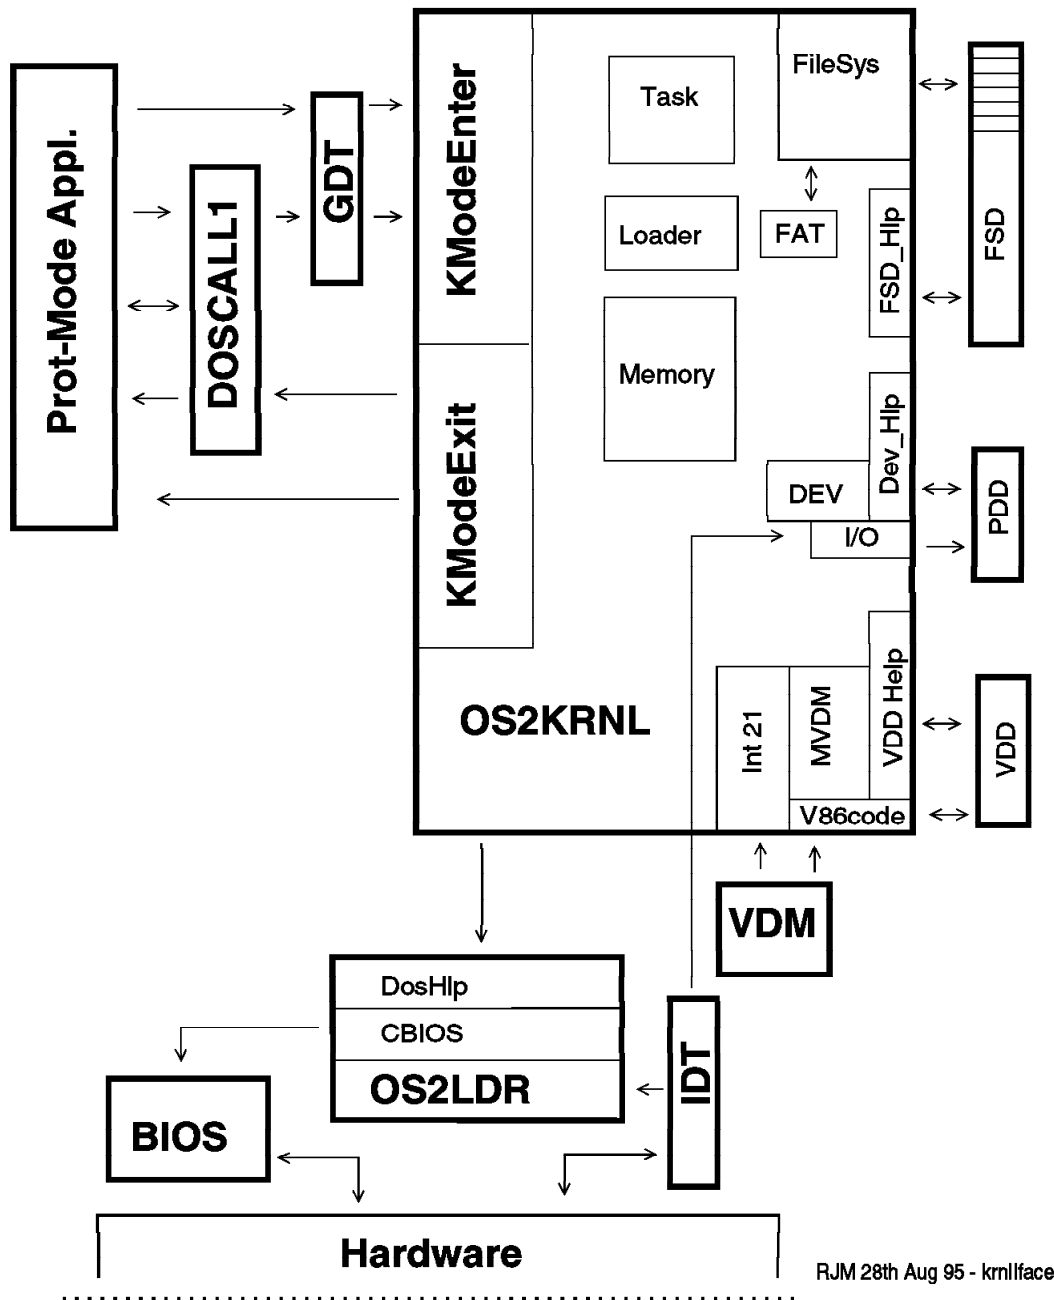 Prot-Mode Appl.
DOSCALL1
GDT
KModeEnter
KModeExit
Task
Loader
Memory
FileSys
FAT
FSD_Hlp
FSD
Dev_Hlp
DEV
I/O
PDD
OS2KRNL
Int 21
MVDM
VDD Help
V86code
VDD
VDM
DosHlp
CBIOS
OS2LDR
IDT
BIOS
Hardware
RJM 28th Aug 95 - krnlIface